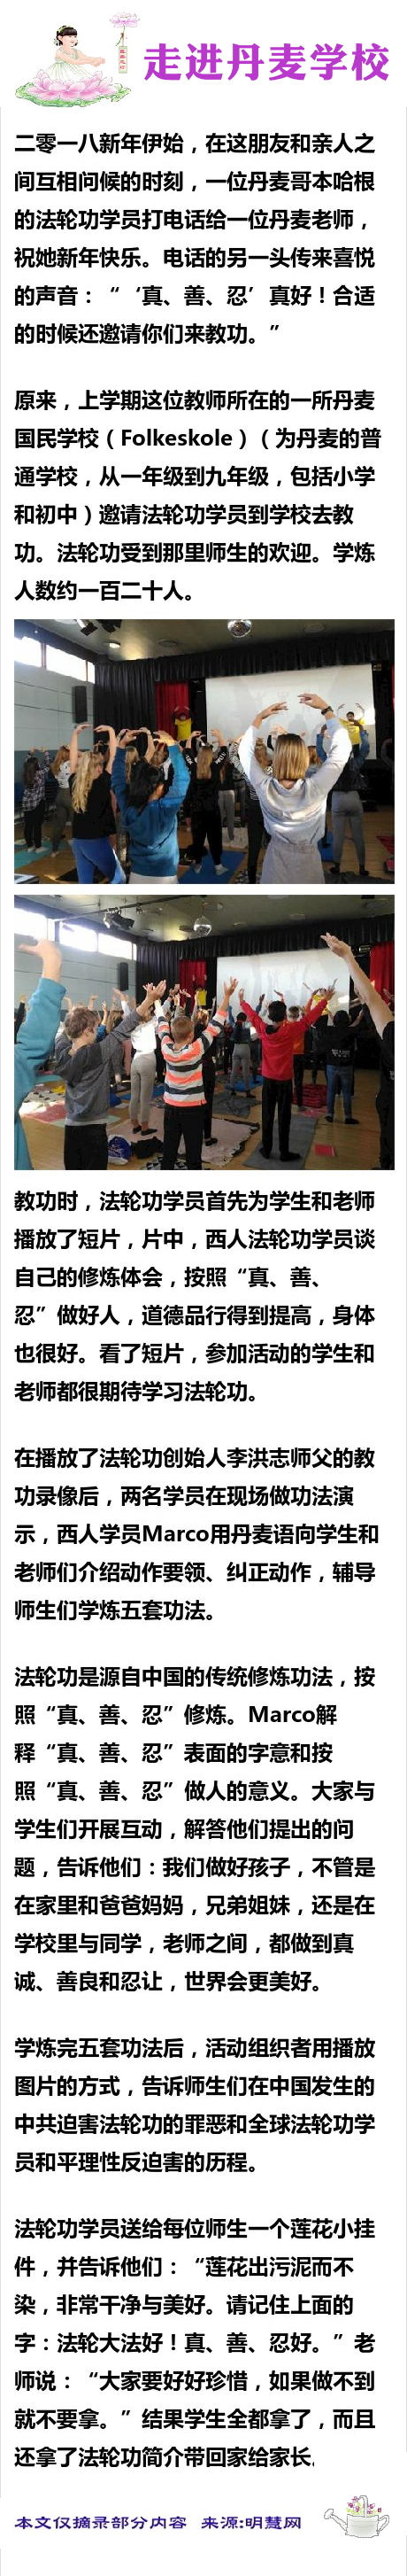 走进丹麦学校
二零一八新年伊始，在这朋友和亲人之
间互相问候的时刻，一位丹麦哥本哈根
的法轮功学员打电话给一位丹麦老师，
祝她新年快乐。电话的另一头传来喜悦
的声音：“‘真、善、忍’真好！合适
的时候还邀请你们来教功。”
原来，上学期这位教师所在的一所丹麦
国民学校（Folkeskole）（为丹麦的普
通学校，从一年级到九年级，包括小学
和初中）邀请法轮功学员到学校去教
功。法轮功受到那里师生的欢迎。学炼
人数约一百二十人。
教功时，法轮功学员首先为学生和老师
播放了短片，片中，西人法轮功学员谈
自己的修炼体会，按照“真、善、
忍”做好人，道德品行得到提高，身体
也很好。看了短片，参加活动的学生和
老师都很期待学习法轮功。
在播放了法轮功创始人李洪志师父的教
功录像后，两名学员在现场做功法演
示，西人学员Marco用丹麦语向学生和
老师们介绍动作要领、纠正动作，辅导
师生们学炼五套功法。
法轮功是源自中国的传统修炼功法，按
照“真、善、忍”修炼。Marco解
释“真、善、忍”表面的字意和按
照“真、善、忍”做人的意义。大家与
学生们开展互动，解答他们提出的问
题，告诉他们：我们做好孩子，不管是
在家里和爸爸妈妈，兄弟姐妹，还是在
学校里与同学，老师之间，都做到真
诚、善良和忍让，世界会更美好。
学炼完五套功法后，活动组织者用播放
图片的方式，告诉师生们在中国发生的
中共迫害法轮功的罪恶和全球法轮功学
员和平理性反迫害的历程。
法轮功学员送给每位师生一个莲花小挂
件，并告诉他们：“莲花出污泥而不
染，非常干净与美好。请记住上面的
字：法轮大法好！真、善、忍好。”老
师说：“大家要好好珍惜，如果做不到
就不要拿。”结果学生全都拿了，而且
还拿了法轮功简介带回家给家长.
本文仅摘录部分内容 来源:明慧网